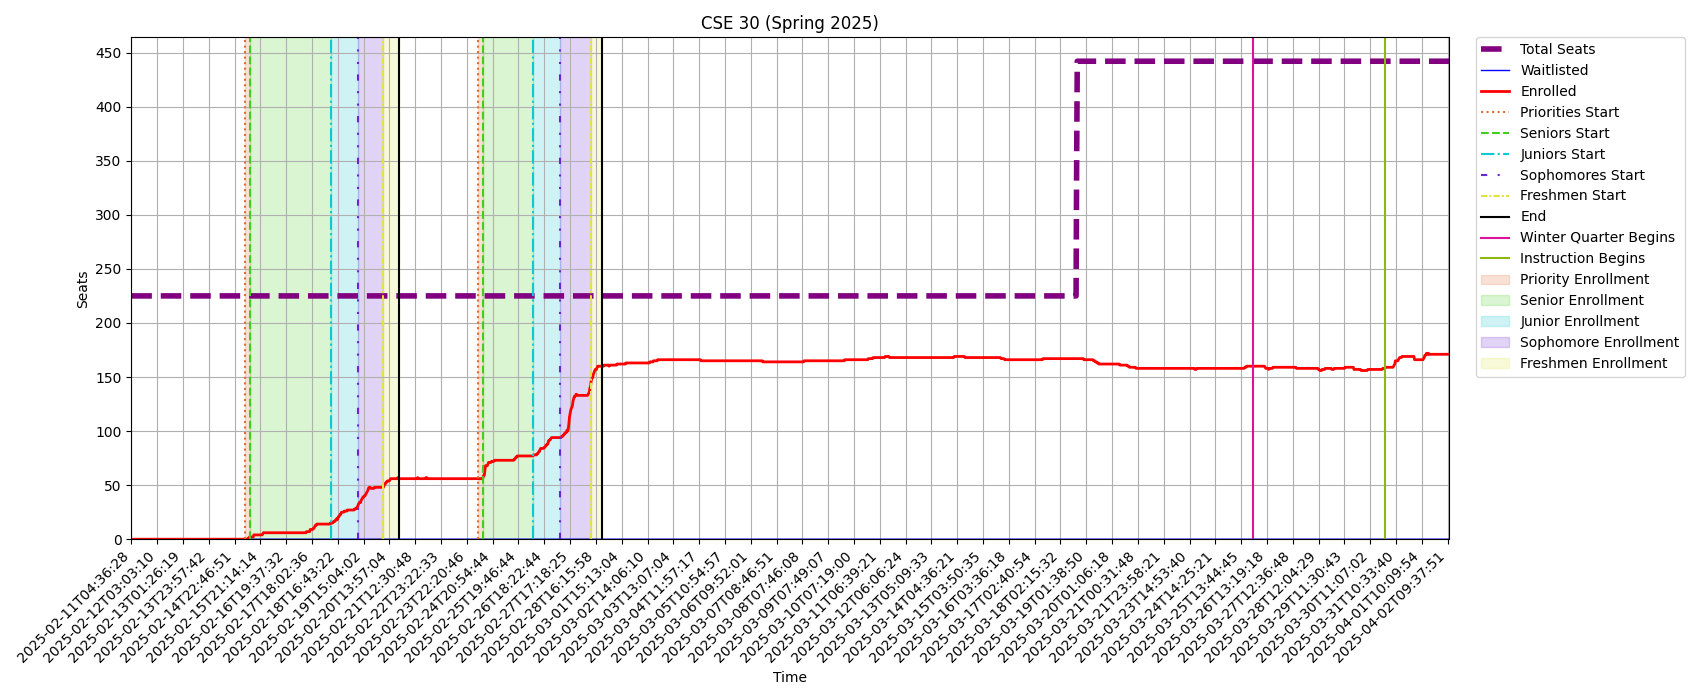 CSE 30 (Spring 2025)
450
400
350
300
250
200
150
100
50
0
Seats
Total Seats
Waitlisted
Enrolled
Priorities Start
Seniors Start
Juniors Start
Sophomores Start
Freshmen Start
End
Winter Quarter Begins
Instruction Begins
Priority Enrollment
Senior Enrollment
Junior Enrollment
Sophomore Enrollment
Freshmen Enrollment
2025-02-11T04:36:28
2025-02-12T03:03:10
2025-02-13T01:26:19
2025-02-13T23:57:42
2025-02-14T22:46:51
2025-02-15T21:14:14
2025-02-16T19:37:32
2025-02-17T18:02:36
2025-02-18T16:43:22
2025-02-19T15:04:02
2025-02-20T13:57:04
2025-02-21T12:30:48
2025-02-22T23:22:33
2025-02-23T22:20:46
2025-02-24T20:54:44
2025-02-25T19:46:44
2025-02-26T18:22:44
2025-02-27T17:18:25
2025-02-28T16:15:58
2025-03-01T15:13:04
2025-03-02T14:06:10
2025-03-03T13:07:04
2025-03-04T11:57:17
2025-03-05T10:54:57
2025-03-06T09:52:01
2025-03-07T08:46:51
2025-03-08T07:46:08
2025-03-09T07:49:07
2025-03-10T07:19:00
2025-03-11T06:39:21
2025-03-12T06:06:24
2025-03-13T05:09:33
2025-03-14T04:36:21
2025-03-15T03:50:35
2025-03-16T03:36:18
2025-03-17T02:40:54
2025-03-18T02:15:32
2025-03-19T01:38:50
2025-03-20T01:06:18
2025-03-21T00:31:48
2025-03-21T23:58:21
2025-03-23T14:53:40
2025-03-24T14:25:21
2025-03-25T13:44:45
2025-03-26T13:19:18
2025-03-27T12:36:48
2025-03-28T12:04:29
2025-03-29T11:30:43
2025-03-30T11:07:02
2025-03-31T10:33:40
2025-04-01T10:09:54
2025-04-02T09:37:51
Time